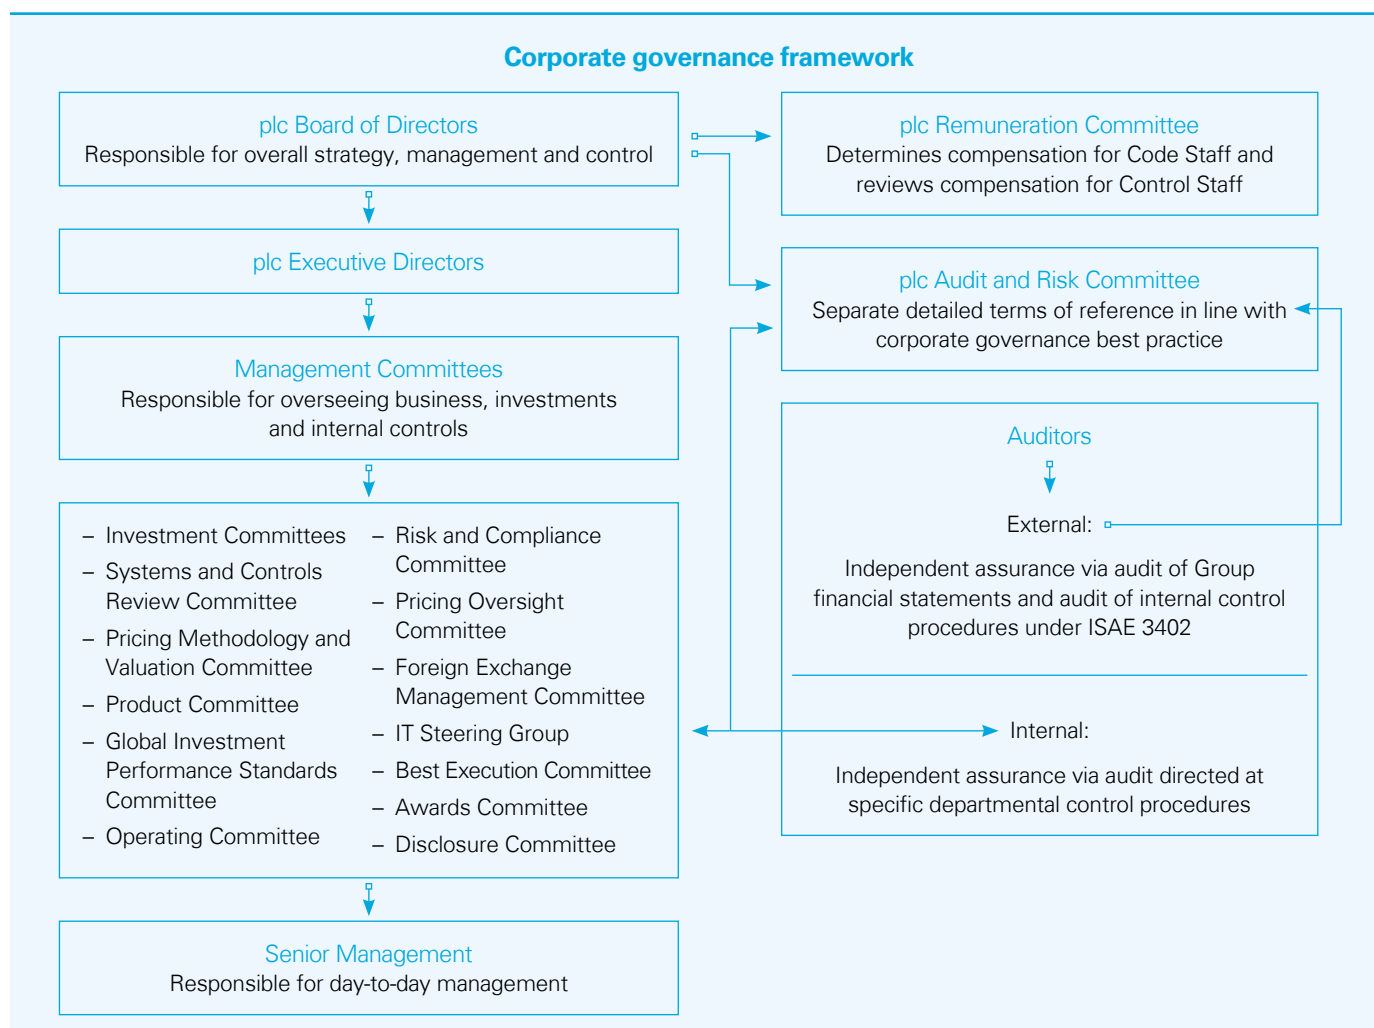 Corporate governance framework
plc Board of Directors
Responsible for overall strategy, management and control
plc Executive Directors
Management Committees
Responsible for overseeing business, investments
and internal controls
– Investment Committees
– Systems and Controls
Review Committee
– Pricing Methodology and
Valuation Committee
– Product Committee
– Global Investment
Performance Standards
Committee
– Operating Committee
– Risk and Compliance
Committee
– Pricing Oversight
Committee
– Foreign Exchange
Management Committee
– IT Steering Group
– Best Execution Committee
– Awards Committee
– Disclosure Committee
Senior Management
Responsible for day-to-day management
plc Remuneration Committee
Determines compensation for Code Staff and
reviews compensation for Control Staff
plc Audit and Risk Committee
Separate detailed terms of reference in line with
corporate governance best practice
Auditors
External:
Independent assurance via audit of Group
financial statements and audit of internal control
procedures under ISAE 3402
Internal:
Independent assurance via audit directed at
specific departmental control procedures